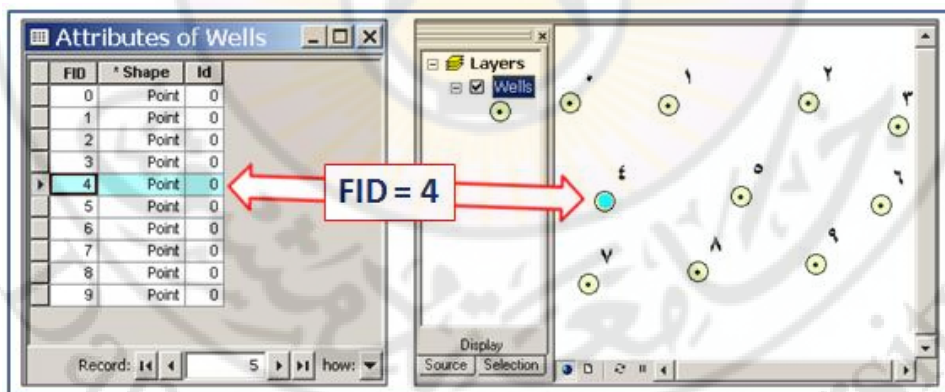 Attributes of Wells
FID * Shape Id
0 Point 0
1 Point 0
2 Point 0
3 Point 0
4 Point 0
5 Point 0
6 Point 0
7 Point 0
8 Point 0
9 Point 0
Record: 5 how:
FID = 4
Layers
Wells
Display
Source Selection
٠ ١ ٢ ٣
٤ ٥ ٦
٧ ٨ ٩